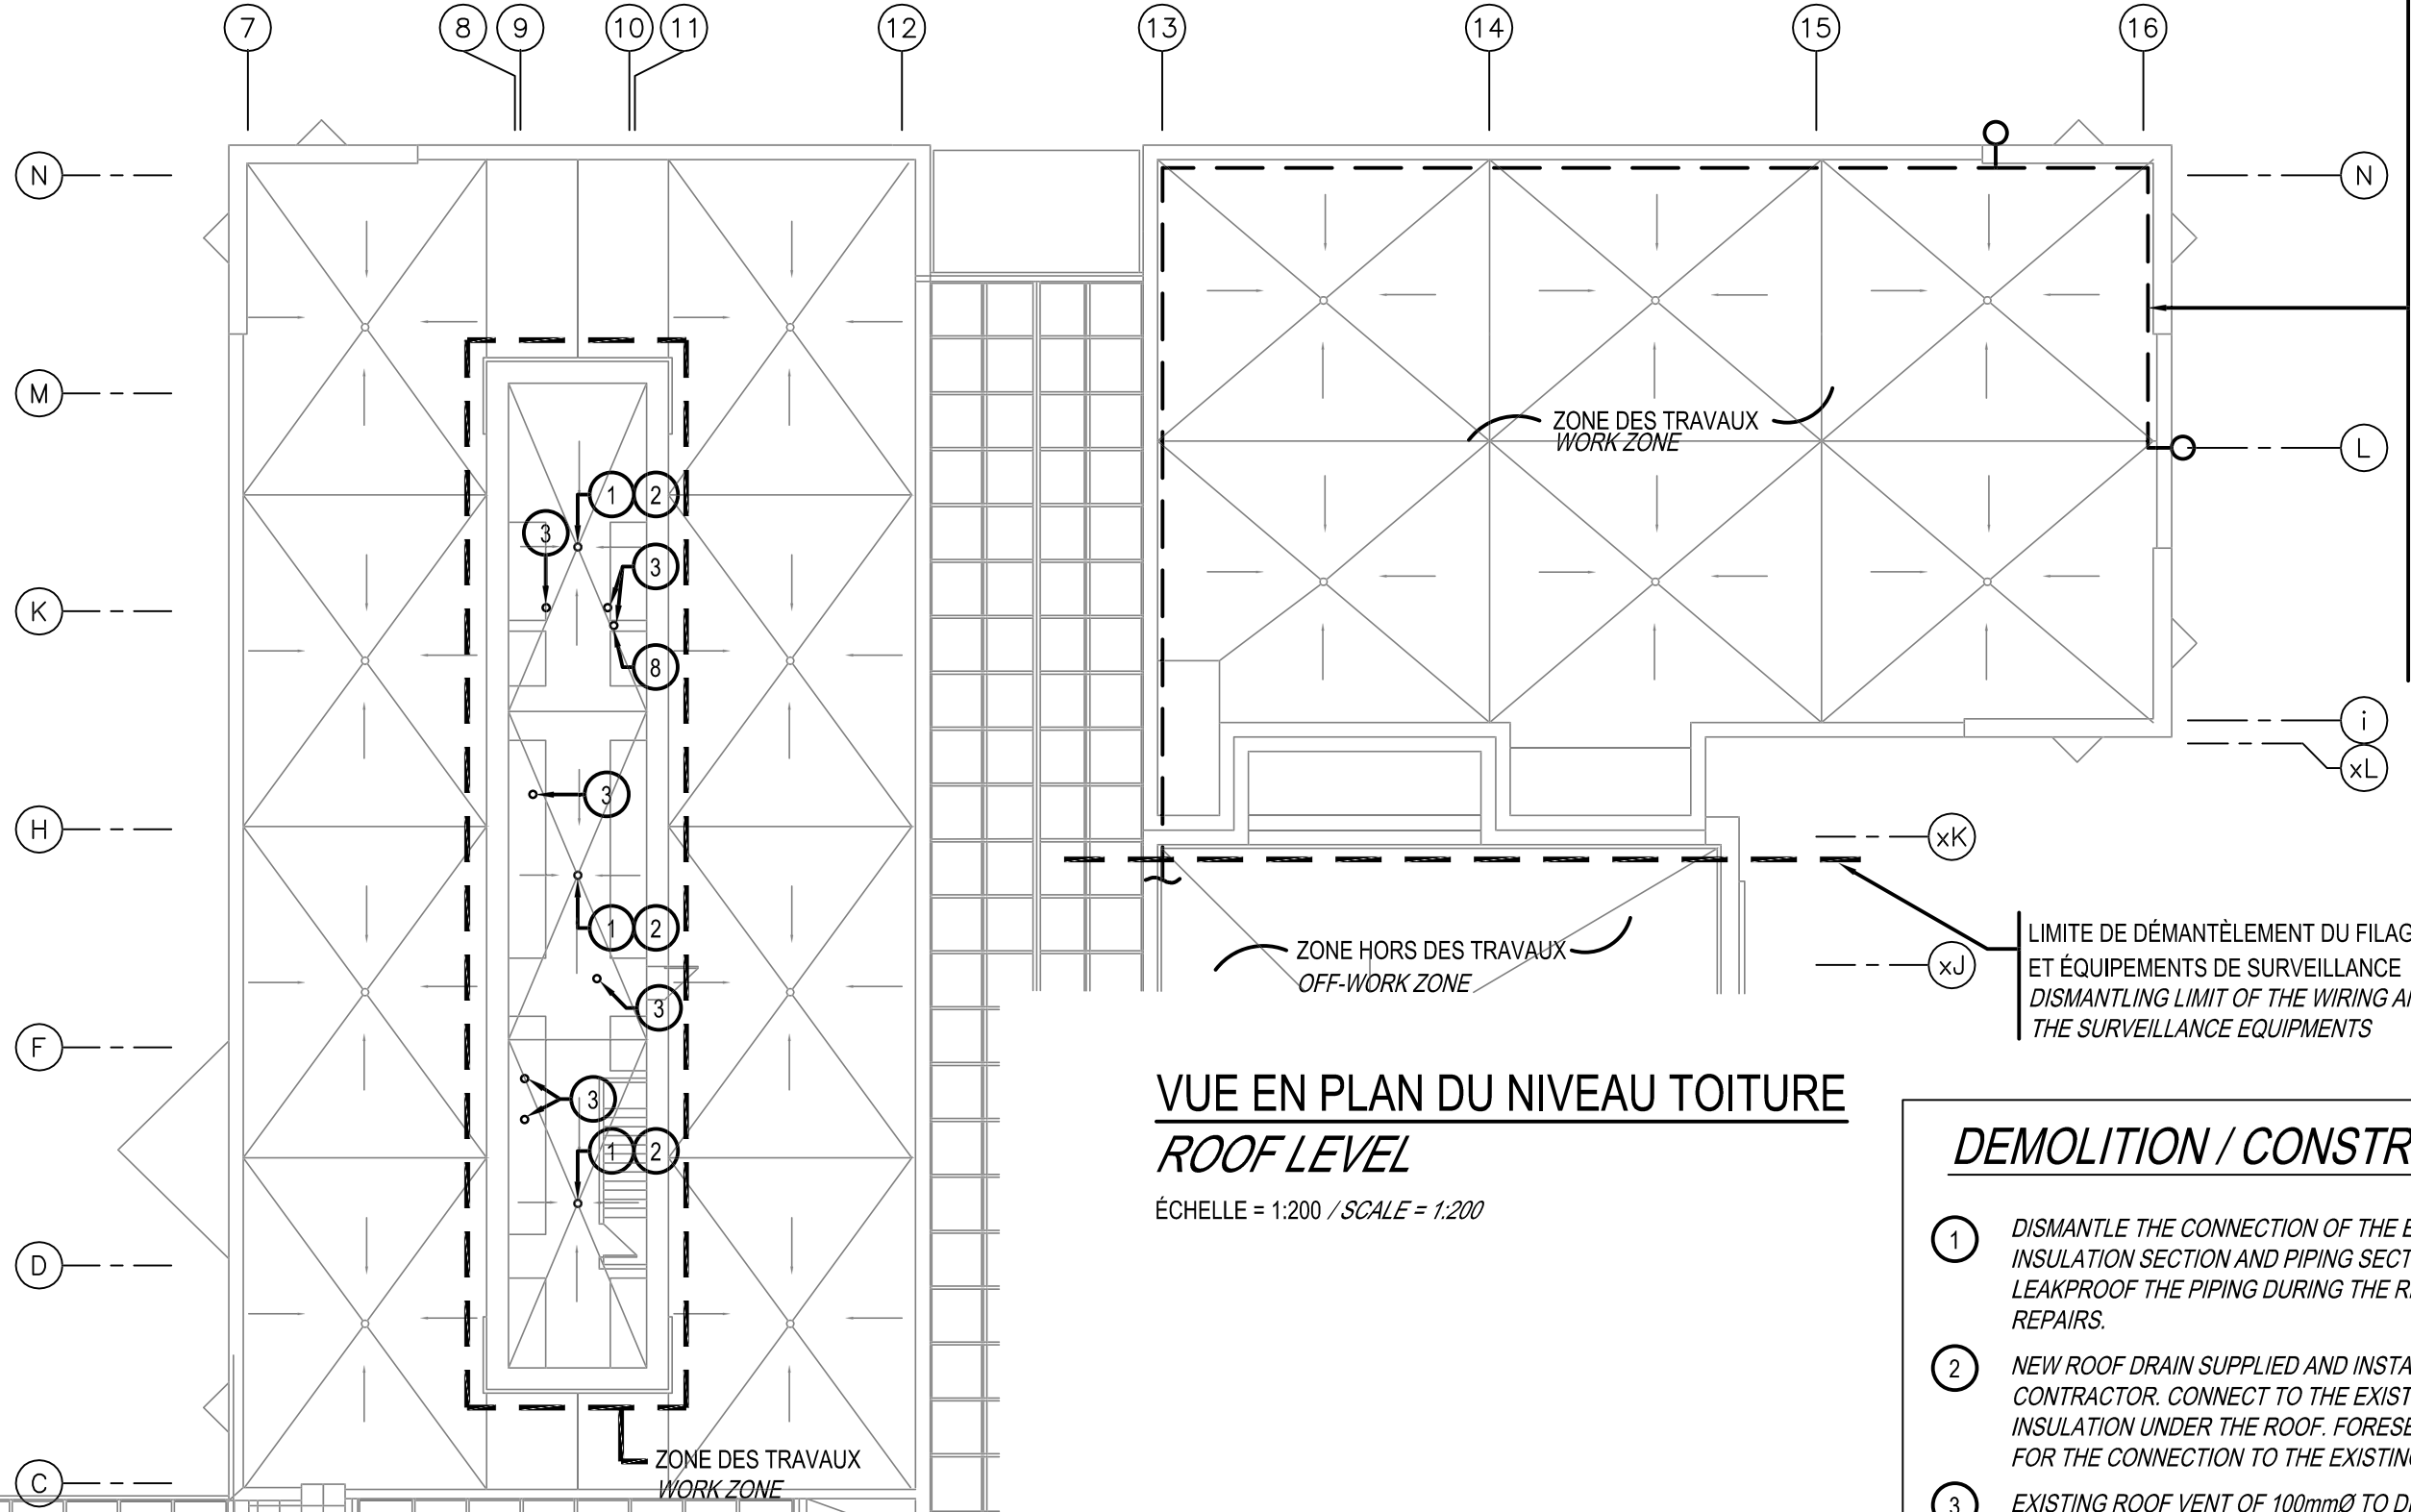 7 8 9 10 11 12 13 14 15 16
N N
M
ZONE DES TRAVAUX
WORK ZONE
L
1 2
3
3
K
8
i
xL
3
H
xK
1 2
LIMITE DE DÉMANTÈLEMENT DU FILAG
ZONE HORS DES TRAVAUX
xJ
ET ÉQUIPEMENTS DE SURVEILLANCE
OFF-WORK ZONE
DISMANTLING LIMIT OF THE WIRING A
3
THE SURVEILLANCE EQUIPMENTS
F
VUE EN PLAN DU NIVEAU TOITURE
3
ROOF LEVEL
1 2
ÉCHELLE = 1:200 / SCALE = 1:200
D
ZONE DES TRAVAUX
WORK ZONE
C
DEMOLITION / CONSTR
1 DISMANTLE THE CONNECTION OF THE E
INSULATION SECTION AND PIPING SECT
LEAKPROOF THE PIPING DURING THE R
REPAIRS.
2 NEW ROOF DRAIN SUPPLIED AND INSTA
CONTRACTOR. CONNECT TO THE EXIST
INSULATION UNDER THE ROOF. FORESE
FOR THE CONNECTION TO THE EXISTING
3 EXISTING ROOF VENT OF 100mmØ TO D